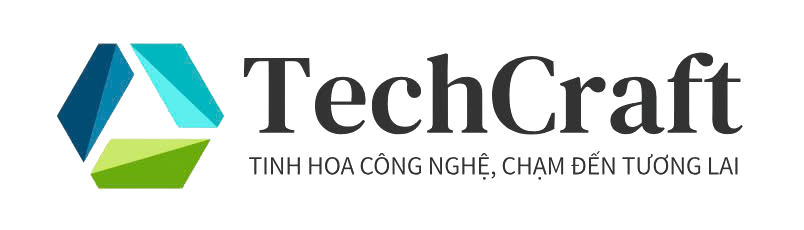 TechCraft
TINH HOA CÔNG NGHỆ, CHẠM ĐẾN TƯƠNG LAI